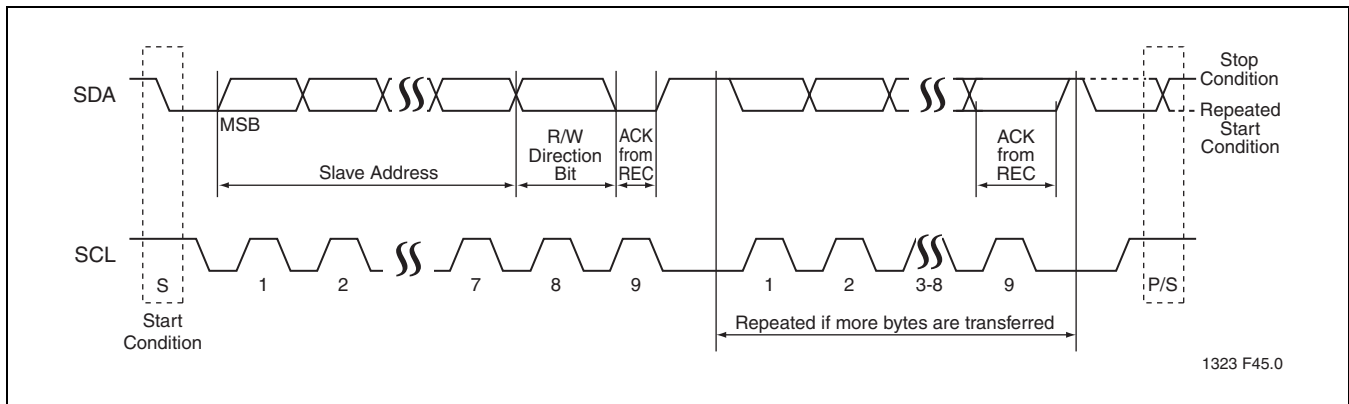 SDA
MSB
Slave Address
R/W
Direction
Bit
ACK
from
REC
ACK
from
REC
Stop
Condition
Repeated
Start
Condition
SCL
S
1
2
7
8
9
1
2
3-8
9
P/S
Start
Condition
Repeated if more bytes are transferred
1323 F45.0